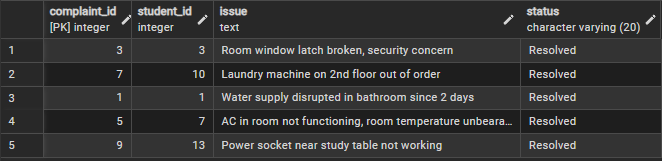 complaint_id student_id issue status
[PK] integer integer text character varying (20)
1 3 3 Room window latch broken, security concern Resolved
2 7 10 Laundry machine on 2nd floor out of order Resolved
3 1 1 Water supply disrupted in bathroom since 2 days Resolved
4 5 7 AC in room not functioning, room temperature unbeara... Resolved
5 9 13 Power socket near study table not working Resolved